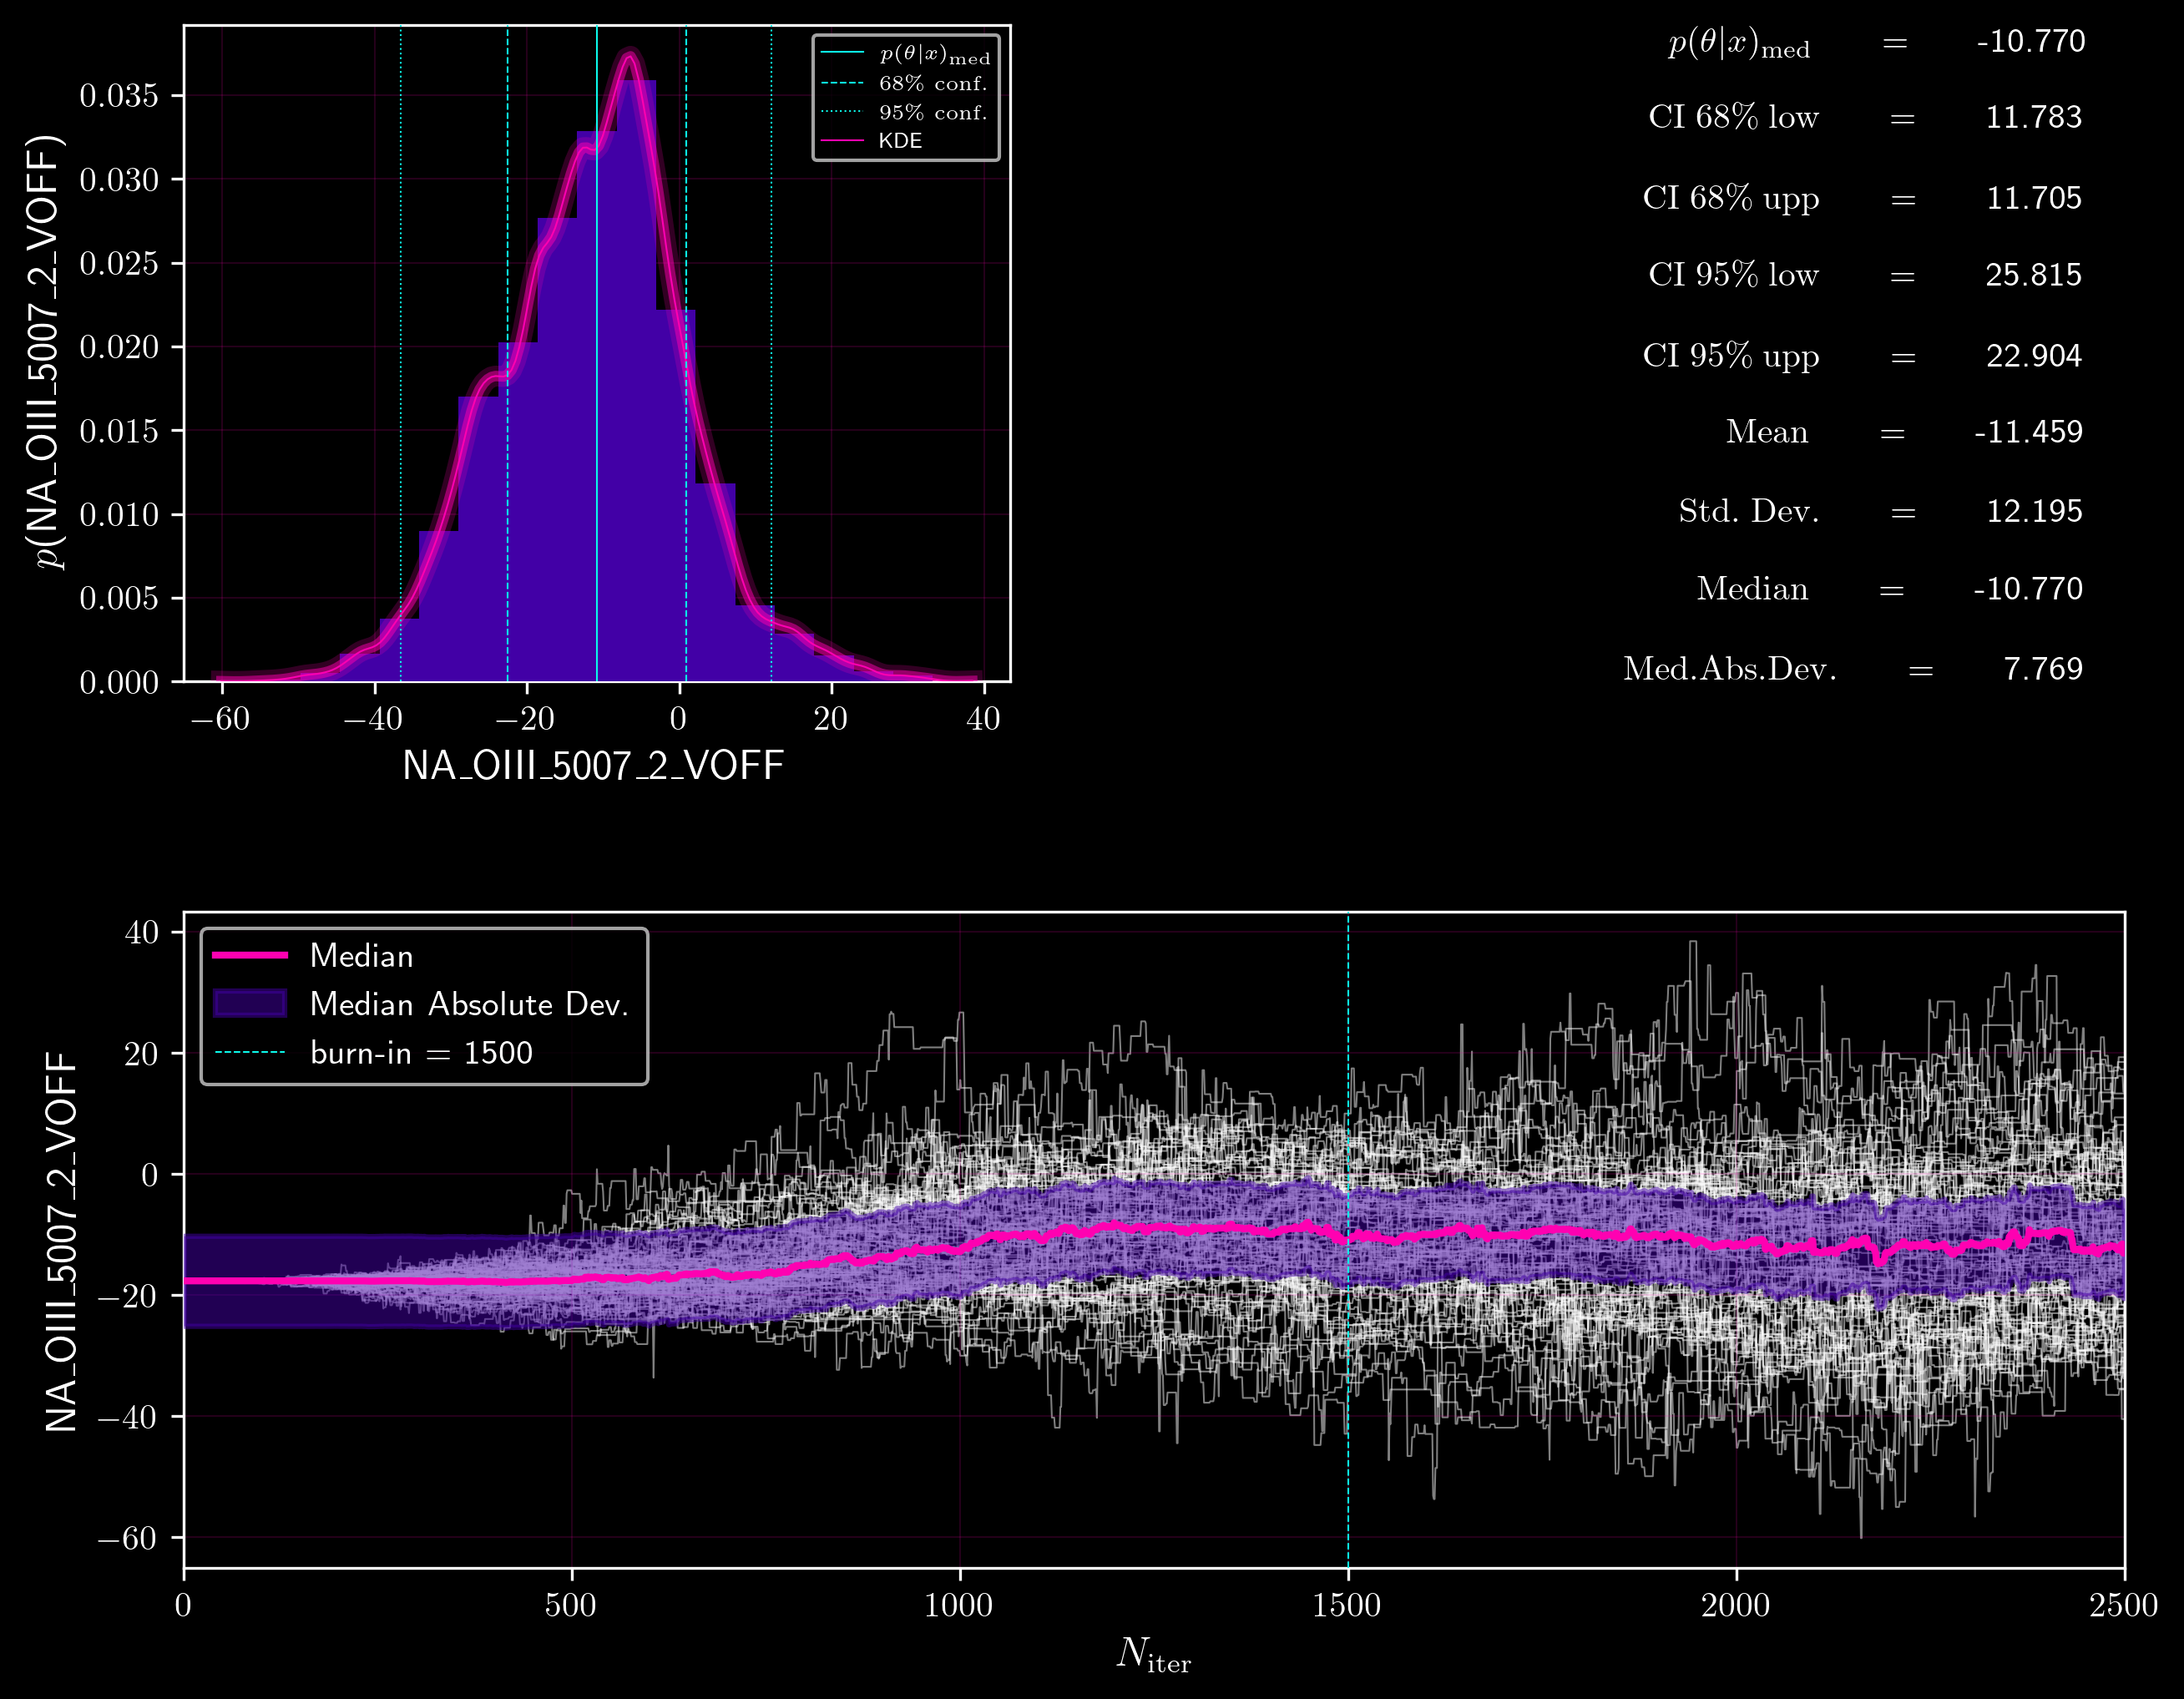 p(NA_OIII_5007_2_VOFF)
0.035
0.030
0.025
0.020
0.015
0.010
0.005
0.000
−60 −40 −20 0 20 40
NA_OIII_5007_2_VOFF
p(θ|x)med
68% conf.
95% conf.
KDE
p(θ|x)med = -10.770
CI 68% low = 11.783
CI 68% upp = 11.705
CI 95% low = 25.815
CI 95% upp = 22.904
Mean = -11.459
Std. Dev. = 12.195
Median = -10.770
Med.Abs.Dev. = 7.769
NA_OIII_5007_2_VOFF
40
20
0
−20
−40
−60
Median
Median Absolute Dev.
burn-in = 1500
0 500 1000 1500 2000 2500
Niter